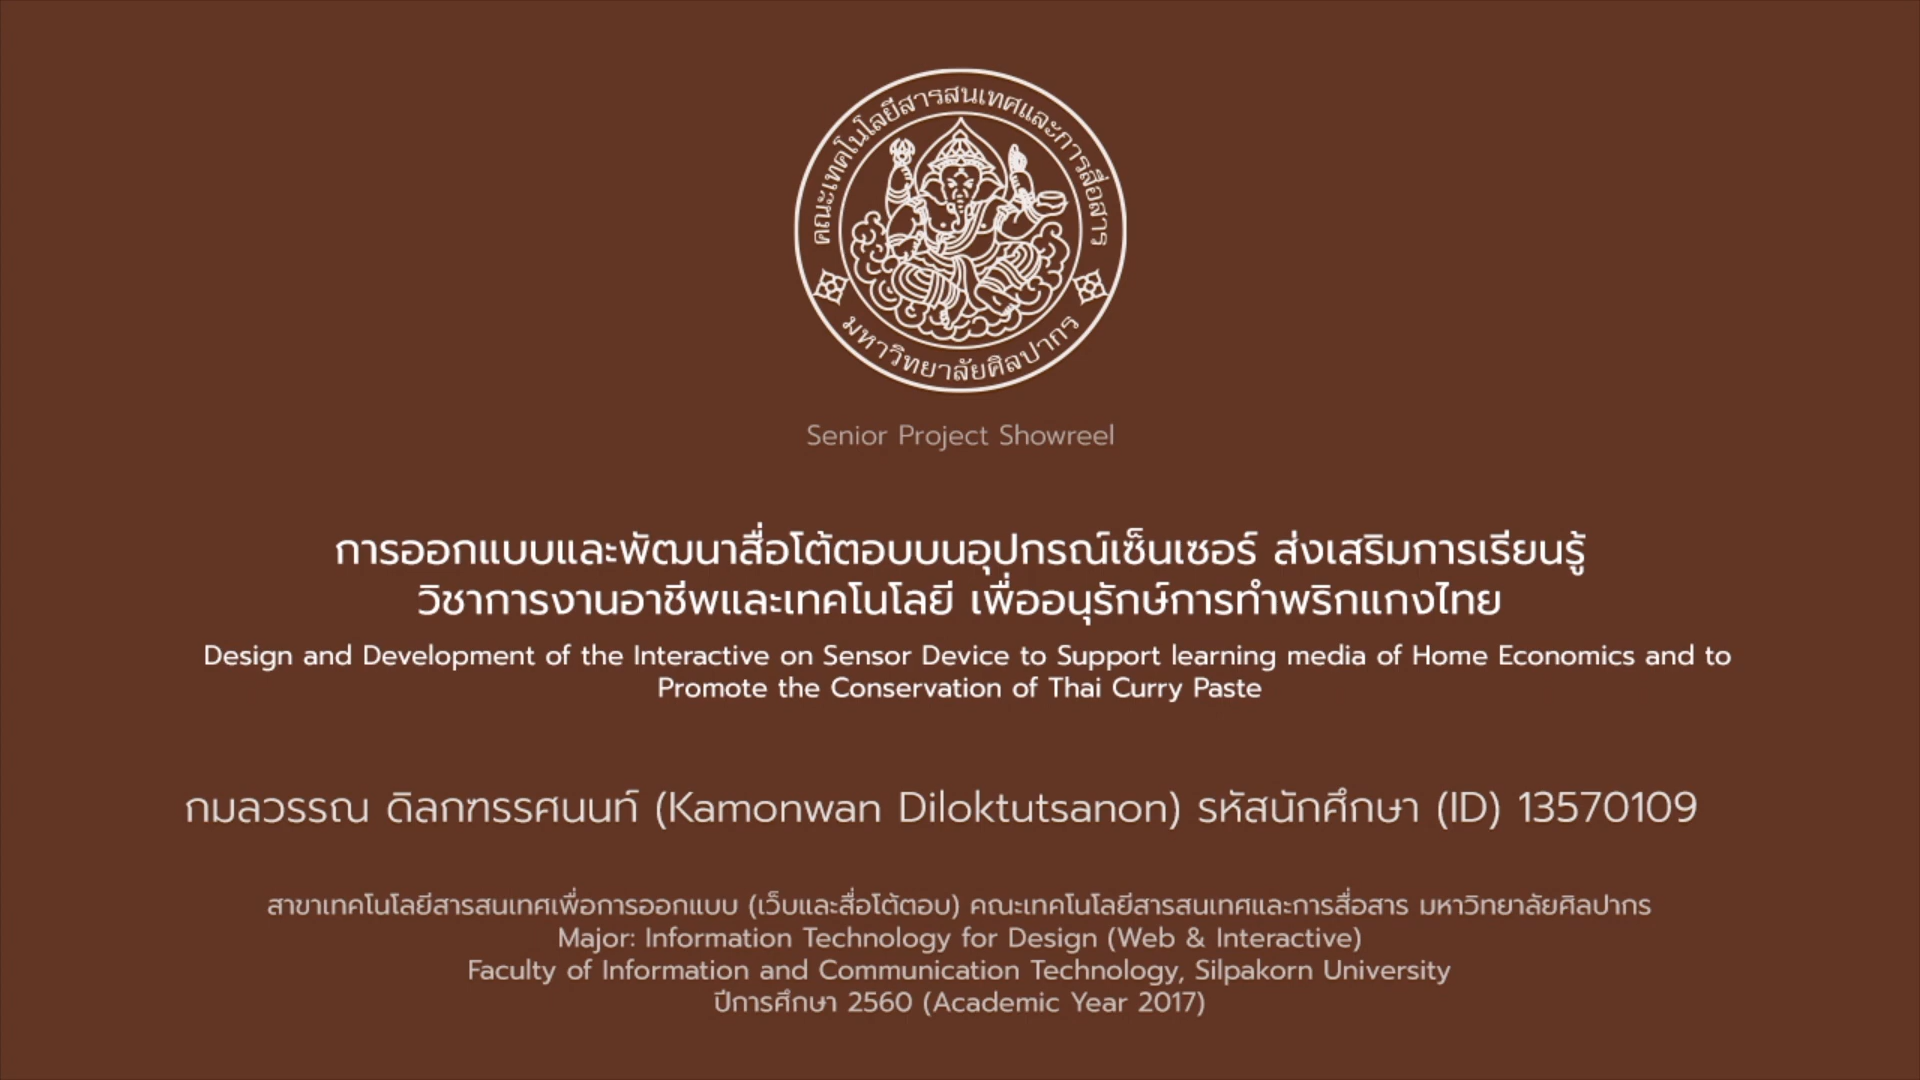 คณะเทคโนโลยีสารสนเทศและการสื่อสาร
มหาวิทยาลัยศิลปากร
Senior Project Showreel
การออกแบบและพัฒนาสื่อโต้ตอบบนอุปกรณ์เซ็นเซอร์ ส่งเสริมการเรียนรู้
วิชาการงานอาชีพและเทคโนโลยี เพื่ออนุรักษ์การทำพริกแกงไทย
Design and Development of the Interactive on Sensor Device to Support learning media of Home Economics and to
Promote the Conservation of Thai Curry Paste
กมลวรรณ ดิลกฑรรศนนท์ (Kamonwan Diloktutsanon) รหัสนักศึกษา (ID) 13570109
สาขาเทคโนโลยีสารสนเทศเพื่อการออกแบบ (เว็บและสื่อโต้ตอบ) คณะเทคโนโลยีสารสนเทศและการสื่อสาร มหาวิทยาลัยศิลปากร
Major: Information Technology for Design (Web & Interactive)
Faculty of Information and Communication Technology, Silpakorn University
ปีการศึกษา 2560 (Academic Year 2017)